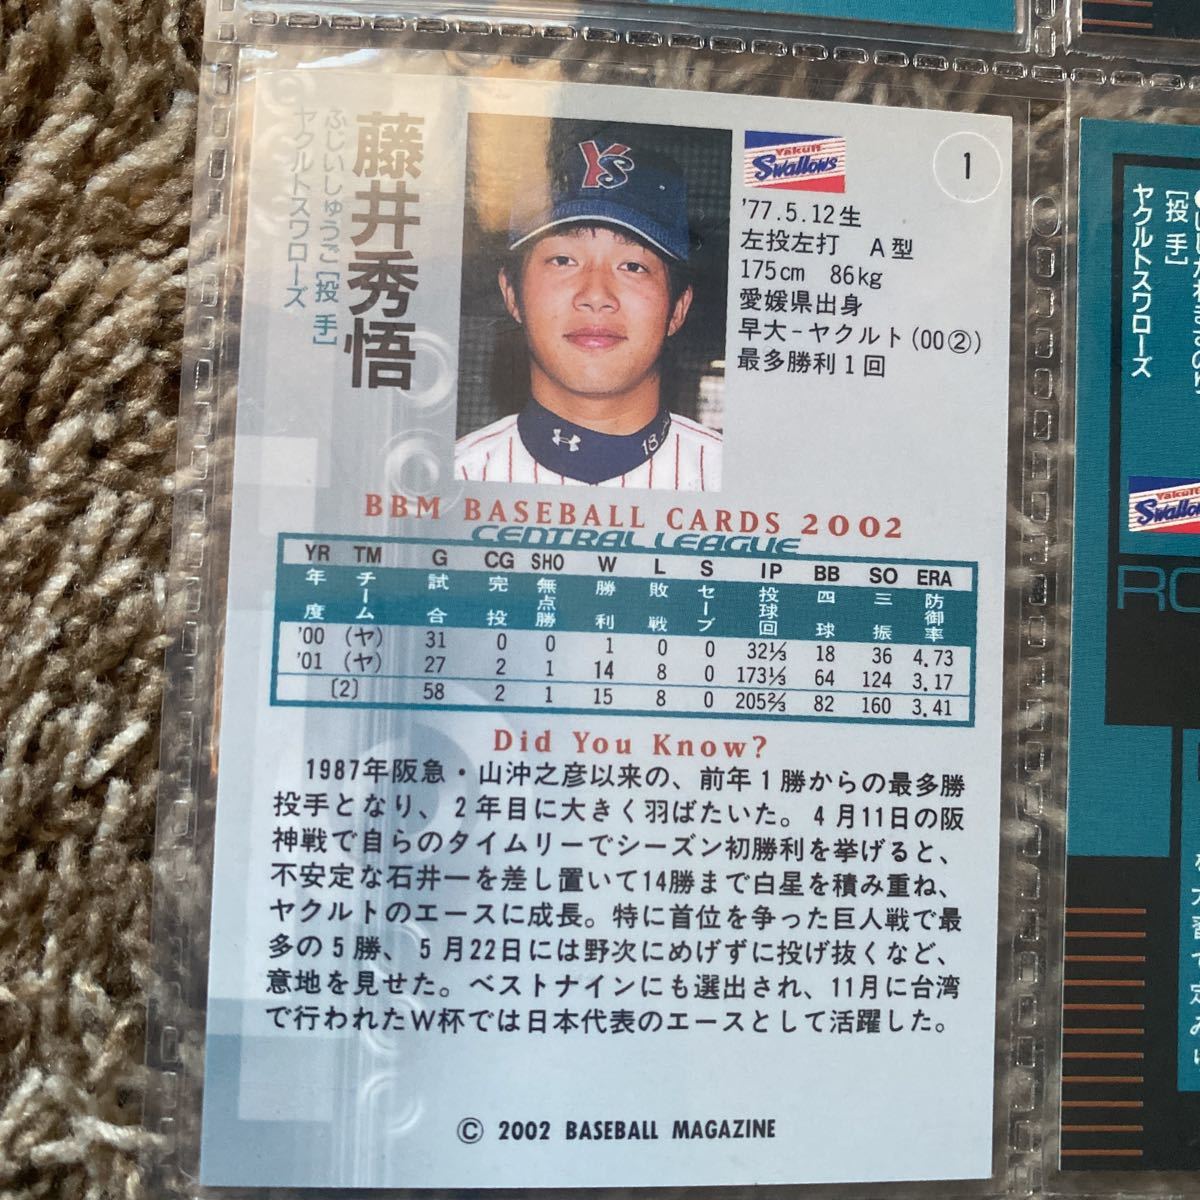 藤井秀悟
ふじいしゅうご［投 手］
ヤクルトスワローズ
YS
18
Yakult
Swallows
1
'77.5.12生
左投左打 A型
175cm 86kg
愛媛県出身
早大－ヤクルト(00②)
最多勝利1回
BBM BASEBALL CARDS 2002
CENTRAL LEAGUE
YR TM G CG SHO W L S IP BB SO ERA
年度 チーム 試合 完投 無点勝 勝利 敗戦 セーブ 投球回 四球 三振 防御率
'00 (ヤ) 31 0 0 1 0 0 32⅓ 18 36 4.73
'01 (ヤ) 27 2 1 14 8 0 173⅓ 64 124 3.17
〔2〕 58 2 1 15 8 0 205⅔ 82 160 3.41
Did You Know?
1987年阪急・山沖之彦以来の、前年1勝からの最多勝
投手となり、2年目に大きく羽ばたいた。4月11日の阪
神戦で自らのタイムリーでシーズン初勝利を挙げると、
不安定な石井一を差し置いて14勝まで白星を積み重ね、
ヤクルトのエースに成長。特に首位を争った巨人戦で最
多の5勝、5月22日には野次にめげずに投げ抜くなど、
意地を見せた。ベストナインにも選出され、11月に台湾
で行われたW杯では日本代表のエースとして活躍した。
© 2002 BASEBALL MAGAZINE
［投 手］
ヤクルトスワローズ
Yakult
Swallows